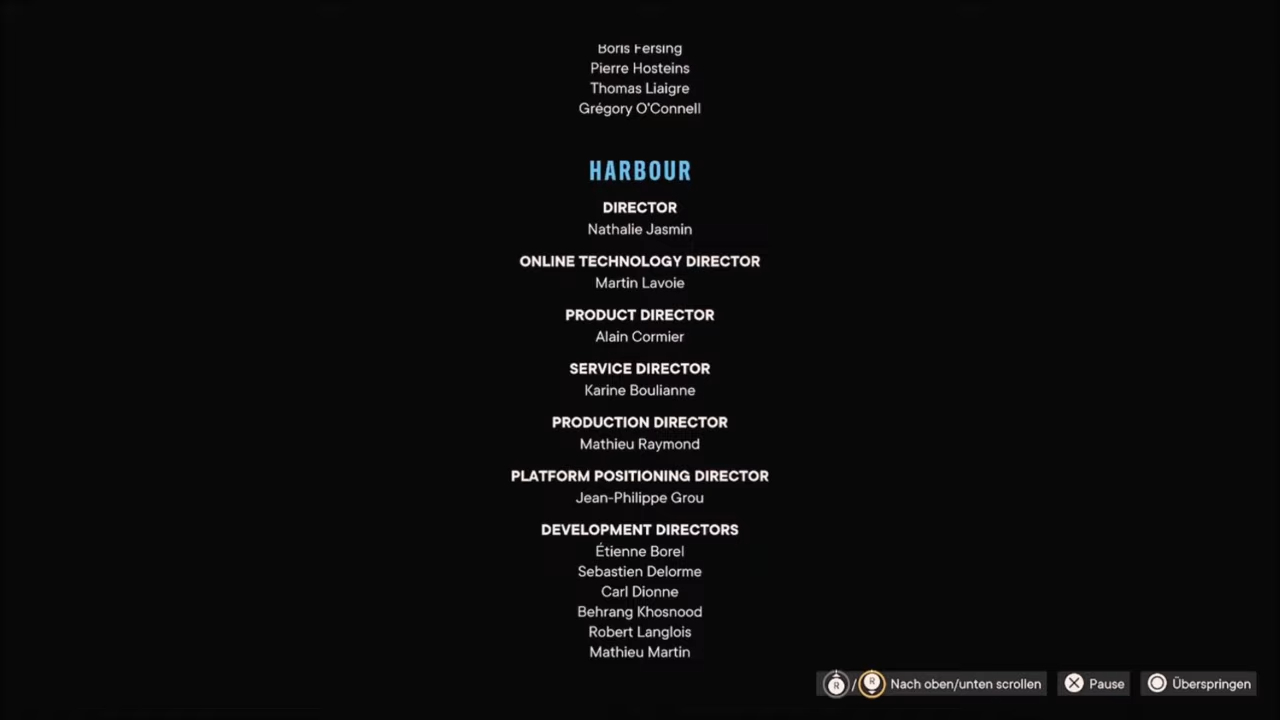 Boris Fersing
Pierre Hosteins
Thomas Liaigre
Grégory O'Connell
HARBOUR
DIRECTOR
Nathalie Jasmin
ONLINE TECHNOLOGY DIRECTOR
Martin Lavoie
PRODUCT DIRECTOR
Alain Cormier
SERVICE DIRECTOR
Karine Boulianne
PRODUCTION DIRECTOR
Mathieu Raymond
PLATFORM POSITIONING DIRECTOR
Jean-Philippe Grou
DEVELOPMENT DIRECTORS
Étienne Borel
Sebastien Delorme
Carl Dionne
Behrang Khosnood
Robert Langlois
Mathieu Martin
R / R Nach oben/unten scrollen Pause Überspringen